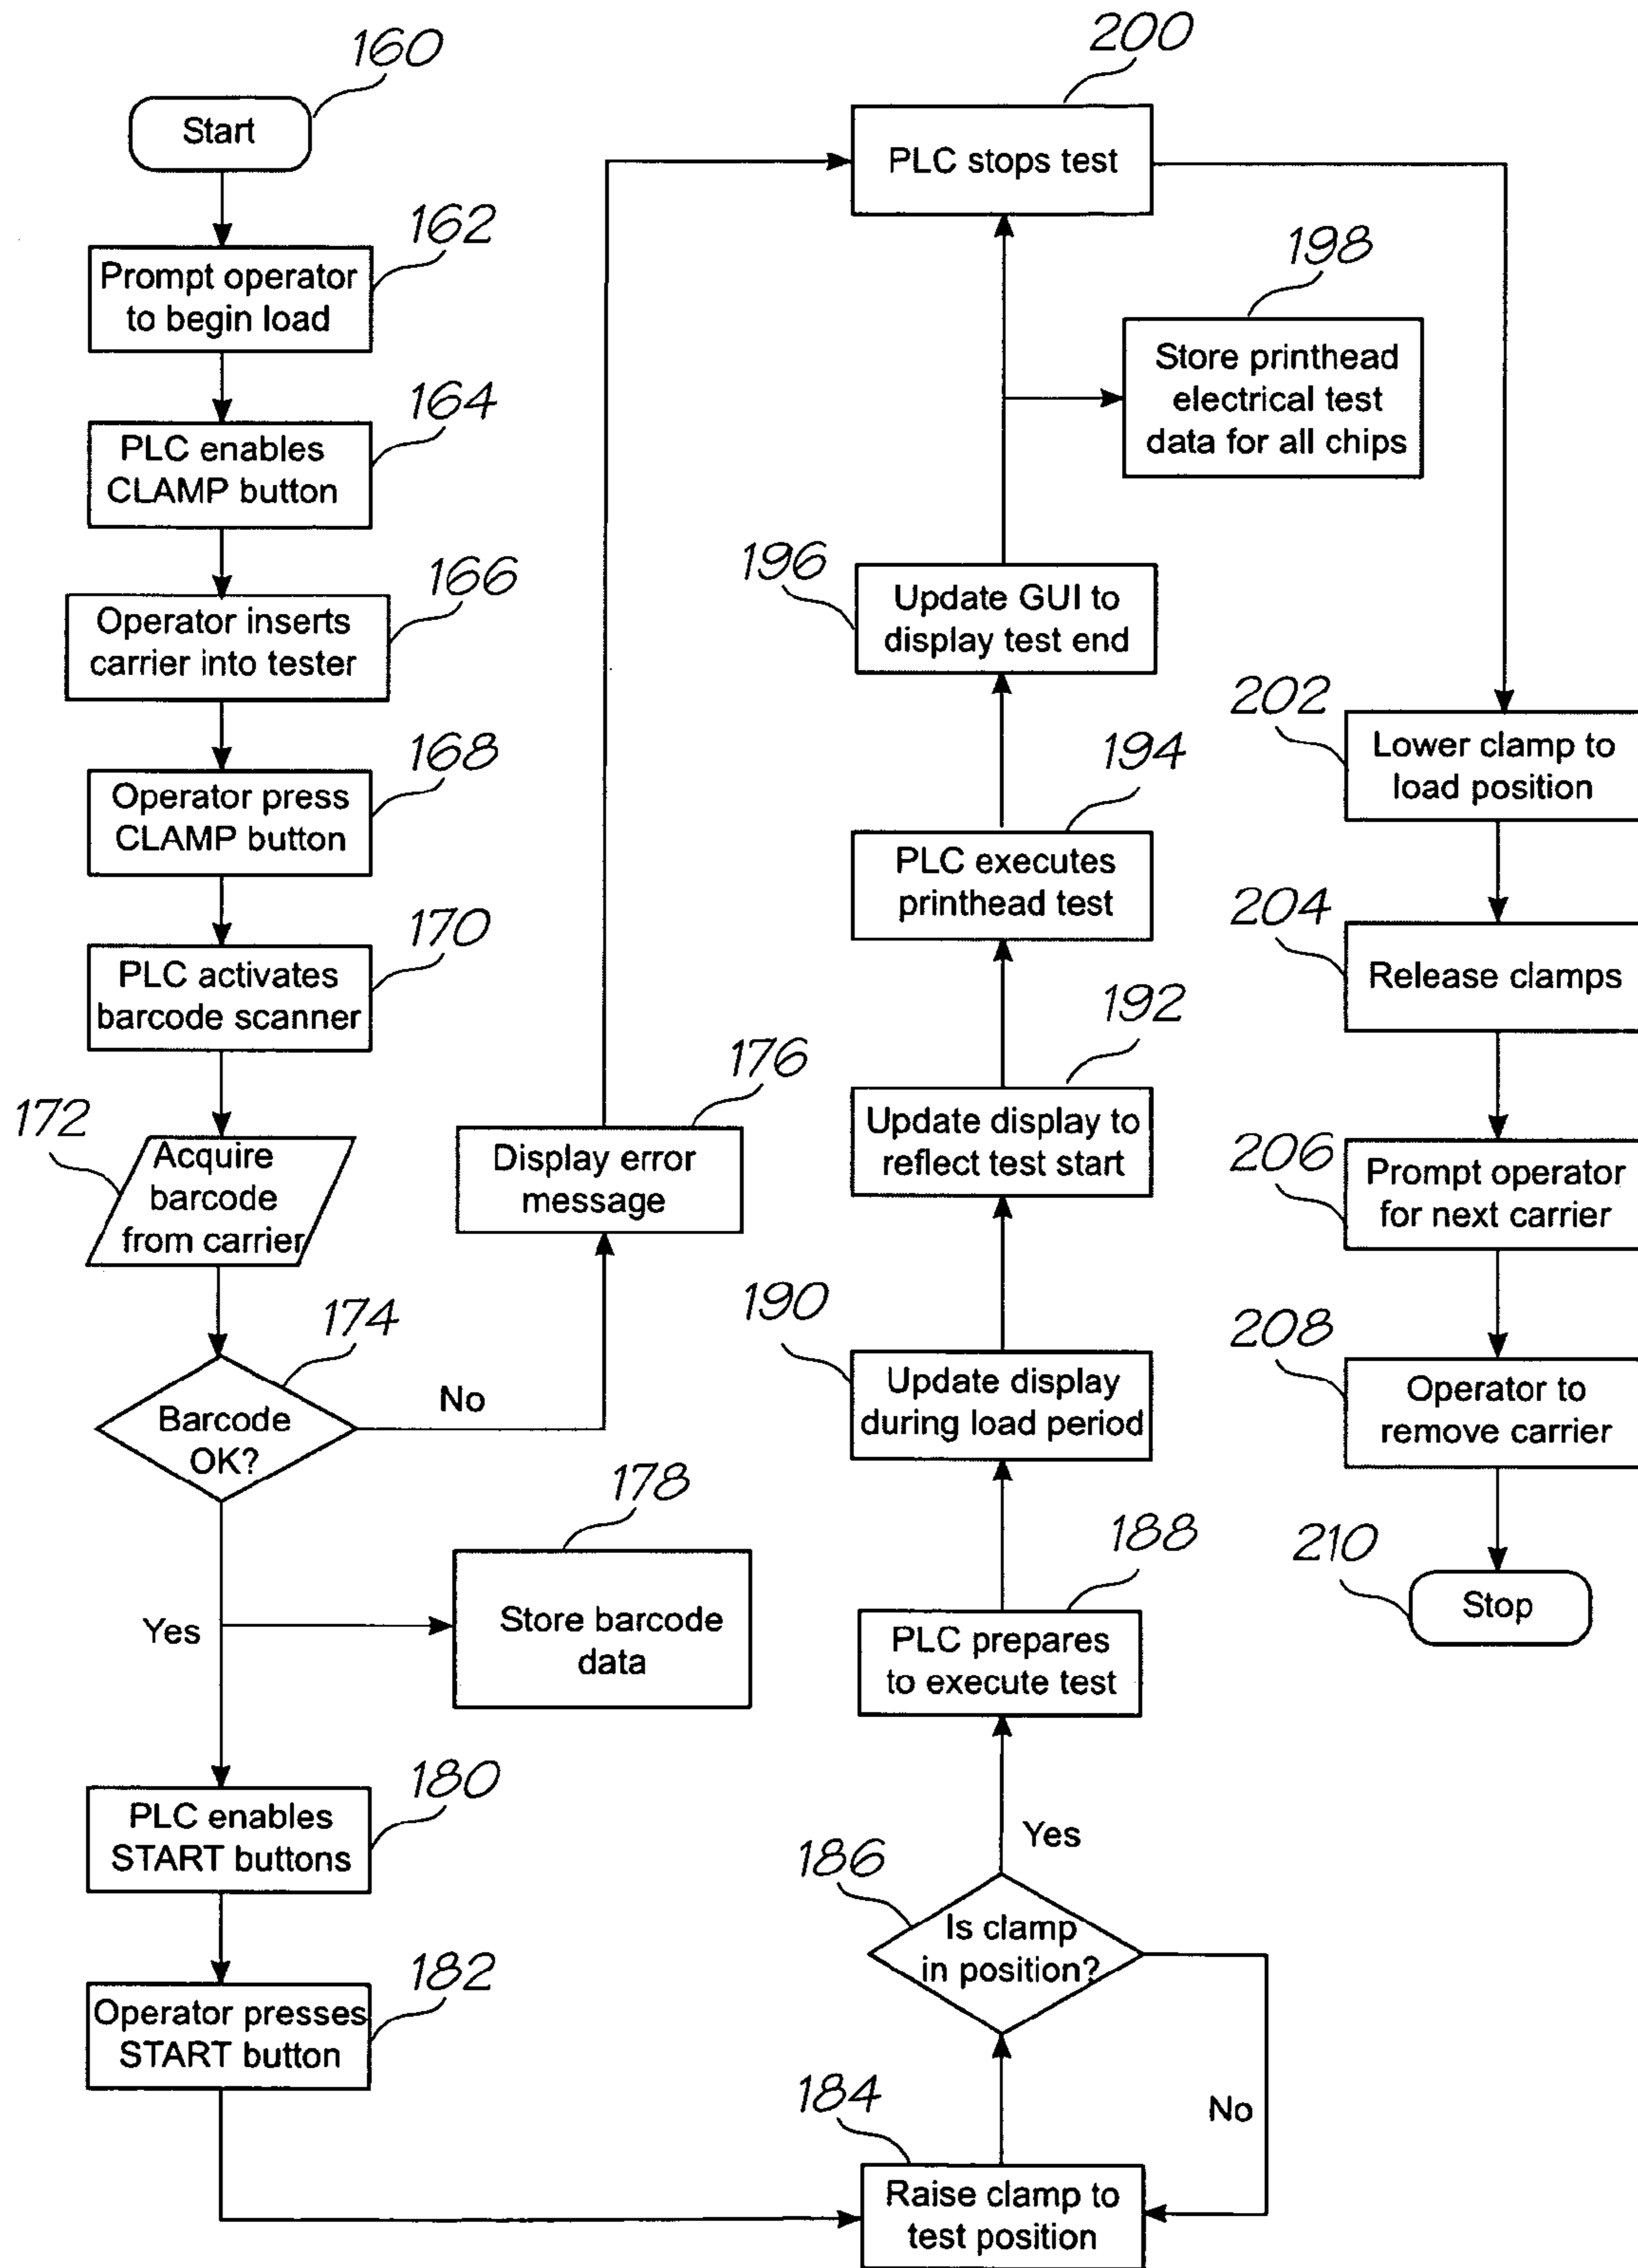 160
Start
162
Prompt operator
to begin load
164
PLC enables
CLAMP button
166
Operator inserts
carrier into tester
168
Operator press
CLAMP button
170
PLC activates
barcode scanner
172
Acquire
barcode
from carrier
174
Barcode
OK?
No
176
Display error
message
Yes
178
Store barcode
data
180
PLC enables
START buttons
182
Operator presses
START button
184
Raise clamp to
test position
186
Is clamp
in position?
No
Yes
188
PLC prepares
to execute test
190
Update display
during load period
192
Update display to
reflect test start
194
PLC executes
printhead test
196
Update GUI to
display test end
198
Store printhead
electrical test
data for all chips
200
PLC stops test
202
Lower clamp to
load position
204
Release clamps
206
Prompt operator
for next carrier
208
Operator to
remove carrier
210
Stop